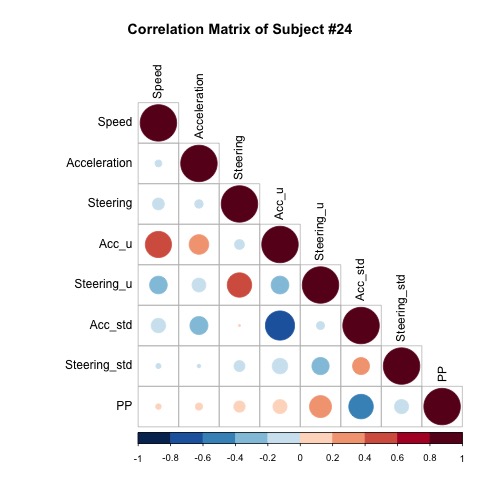 Correlation Matrix of Subject #24
Speed
Acceleration
Steering
Acc_u
Steering_u
Acc_std
Steering_std
PP
Speed
Acceleration
Steering
Acc_u
Steering_u
Acc_std
Steering_std
PP
-1 -0.8 -0.6 -0.4 -0.2 0 0.2 0.4 0.6 0.8 1